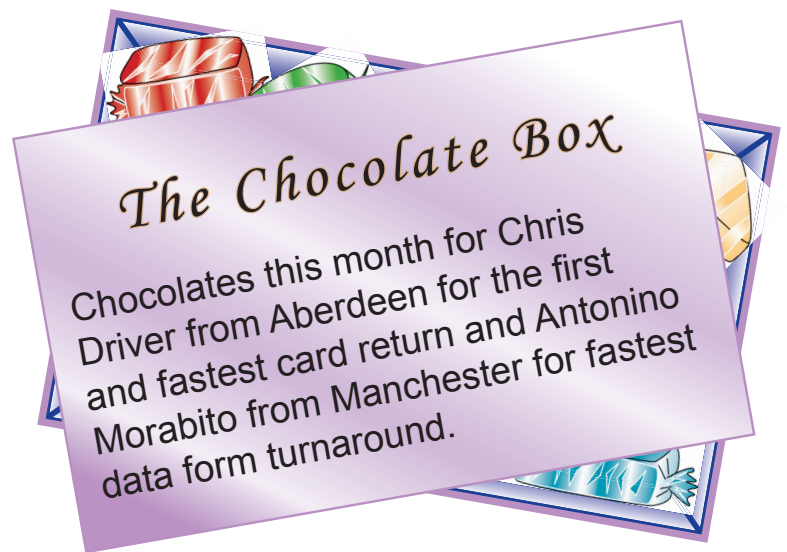 The Chocolate Box
Chocolates this month for Chris
Driver from Aberdeen for the first
and fastest card return and Antonino
Morabito from Manchester for fastest
data form turnaround.